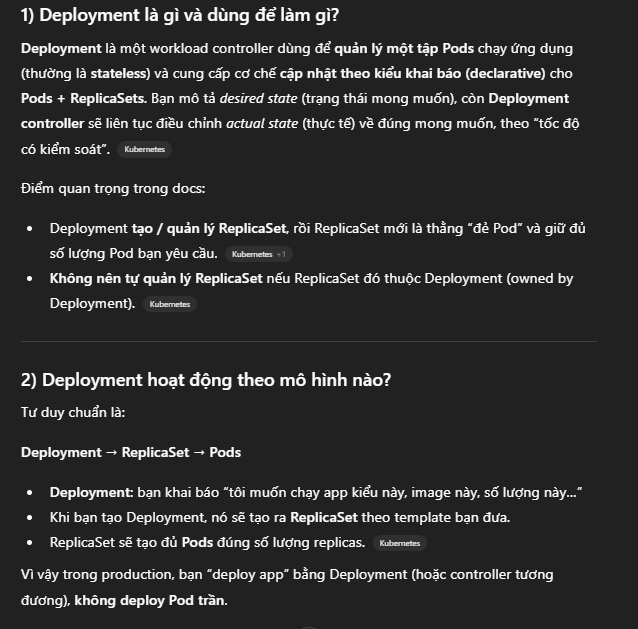 1) Deployment là gì và dùng để làm gì?
Deployment là một workload controller dùng để quản lý một tập Pods chạy ứng dụng
(thường là stateless) và cung cấp cơ chế cập nhật theo kiểu khai báo (declarative) cho
Pods + ReplicaSets. Bạn mô tả desired state (trạng thái mong muốn), còn Deployment
controller sẽ liên tục điều chỉnh actual state (thực tế) về đúng mong muốn, theo “tốc độ
có kiểm soát”. Kubernetes
Điểm quan trọng trong docs:
• Deployment tạo / quản lý ReplicaSet, rồi ReplicaSet mới là thằng “đẻ Pod” và giữ đủ
số lượng Pod bạn yêu cầu. Kubernetes +1
• Không nên tự quản lý ReplicaSet nếu ReplicaSet đó thuộc Deployment (owned by
Deployment). Kubernetes
2) Deployment hoạt động theo mô hình nào?
Tư duy chuẩn là:
Deployment → ReplicaSet → Pods
• Deployment: bạn khai báo “tôi muốn chạy app kiểu này, image này, số lượng này...”
• Khi bạn tạo Deployment, nó sẽ tạo ra ReplicaSet theo template bạn đưa.
• ReplicaSet sẽ tạo đủ Pods đúng số lượng replicas. Kubernetes
Vì vậy trong production, bạn “deploy app” bằng Deployment (hoặc controller tương
đương), không deploy Pod trần.